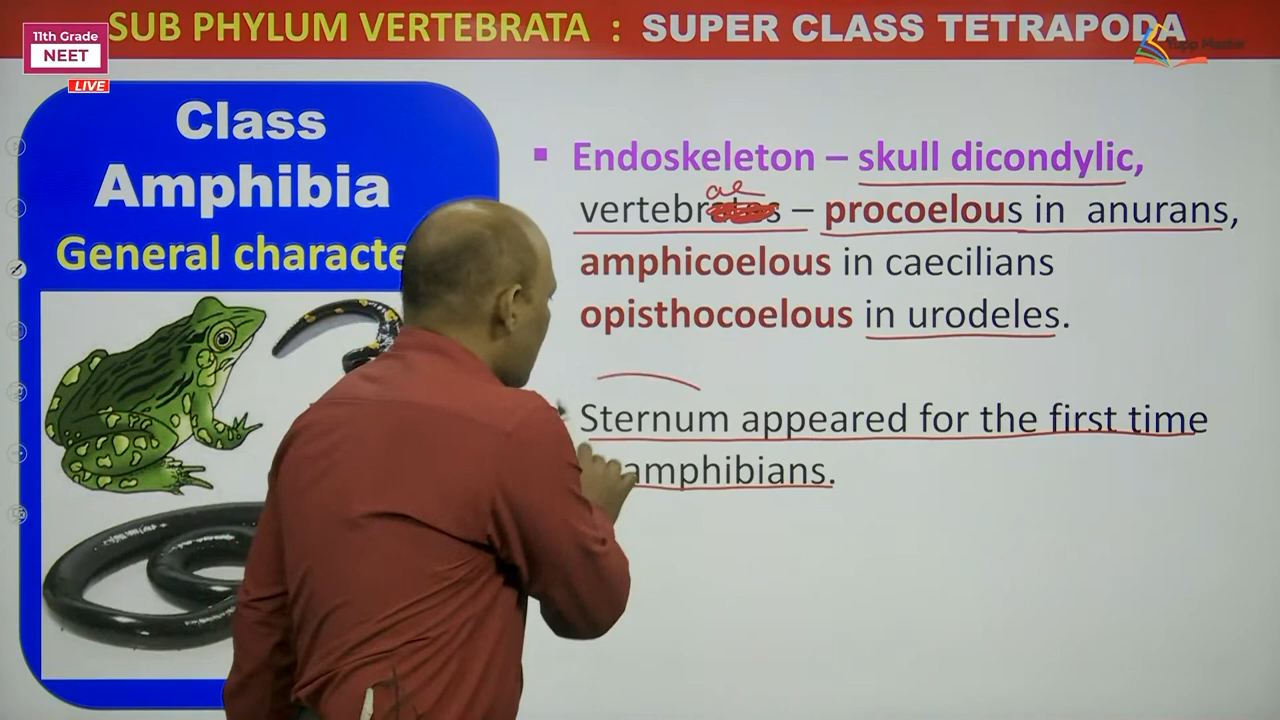 SUB PHYLUM VERTEBRATA : SUPER CLASS TETRAPODA
11th Grade
NEET
LIVE
Class
Amphibia
General characte
▪ Endoskeleton – skull dicondylic,
ae
vertebrates – procoelous in anurans,
amphicoelous in caecilians
opisthocoelous in urodeles.
Sternum appeared for the first time
amphibians.